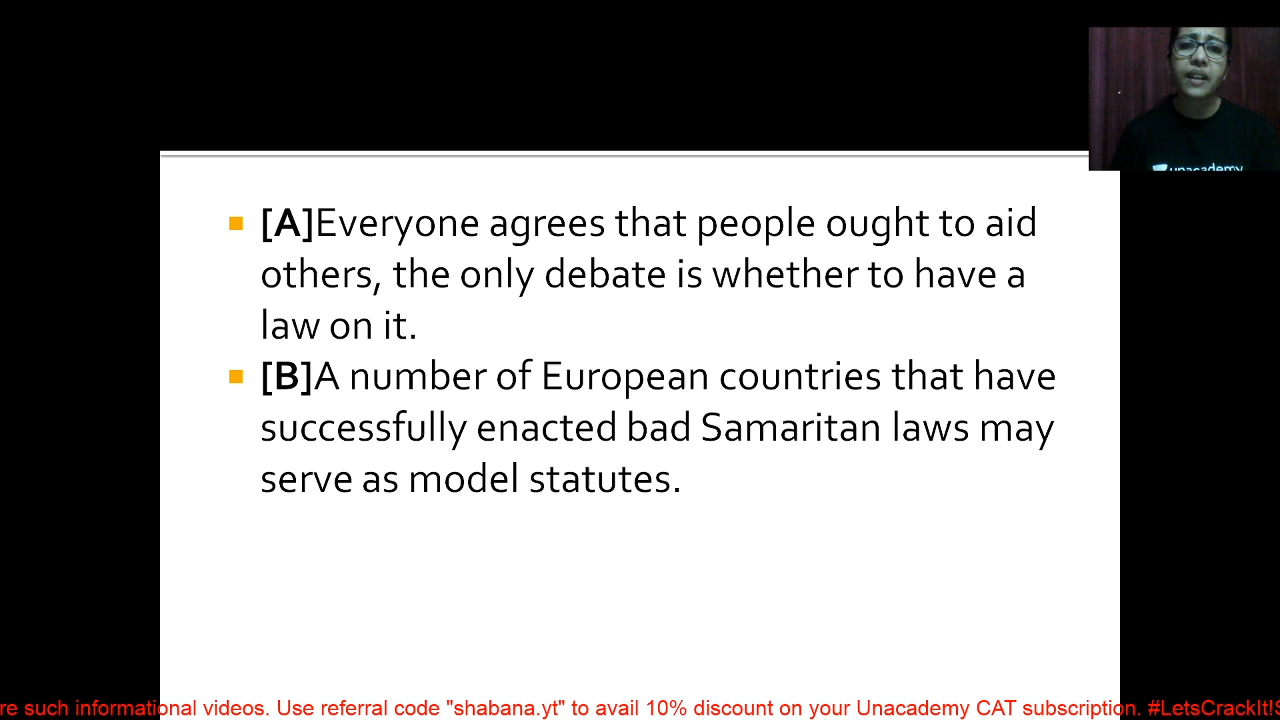 unacademy
[A]Everyone agrees that people ought to aid
others, the only debate is whether to have a
law on it.
[B]A number of European countries that have
successfully enacted bad Samaritan laws may
serve as model statutes.
re such informational videos. Use referral code "shabana.yt" to avail 10% discount on your Unacademy CAT subscription. #LetsCrackIt!S